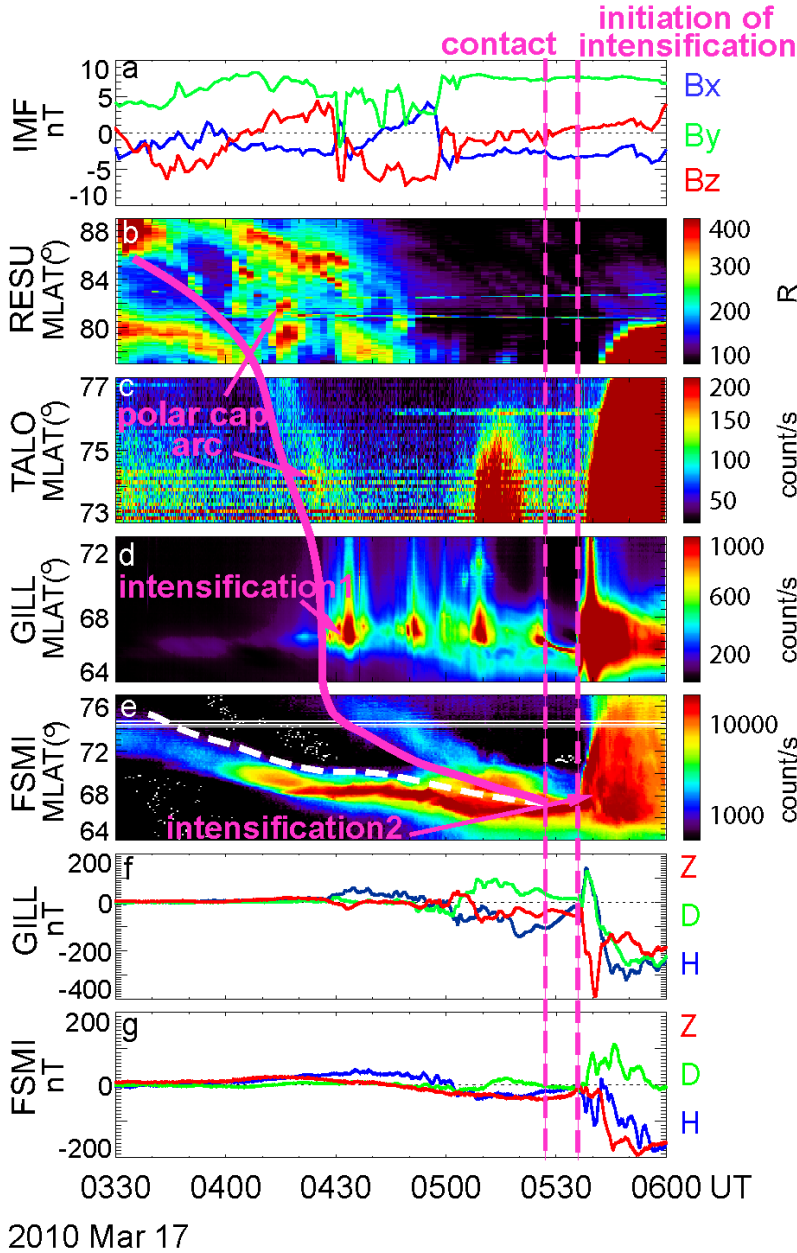 initiation of
contact intensification
a
10
5
0
-5
-10
IMF
nT
Bx
By
Bz
b
88
84
80
RESU
MLAT(°)
400
300
200
100
R
polar cap
arc
c
77
75
73
TALO
MLAT(°)
200
150
100
50
count/s
d
72
68
64
GILL
MLAT(°)
intensification1
1000
600
200
count/s
e
76
72
68
64
FSMI
MLAT(°)
intensification2
10000
1000
count/s
f
200
0
-200
-400
GILL
nT
Z
D
H
g
200
0
-200
FSMI
nT
Z
D
H
0330 0400 0430 0500 0530 0600 UT
2010 Mar 17